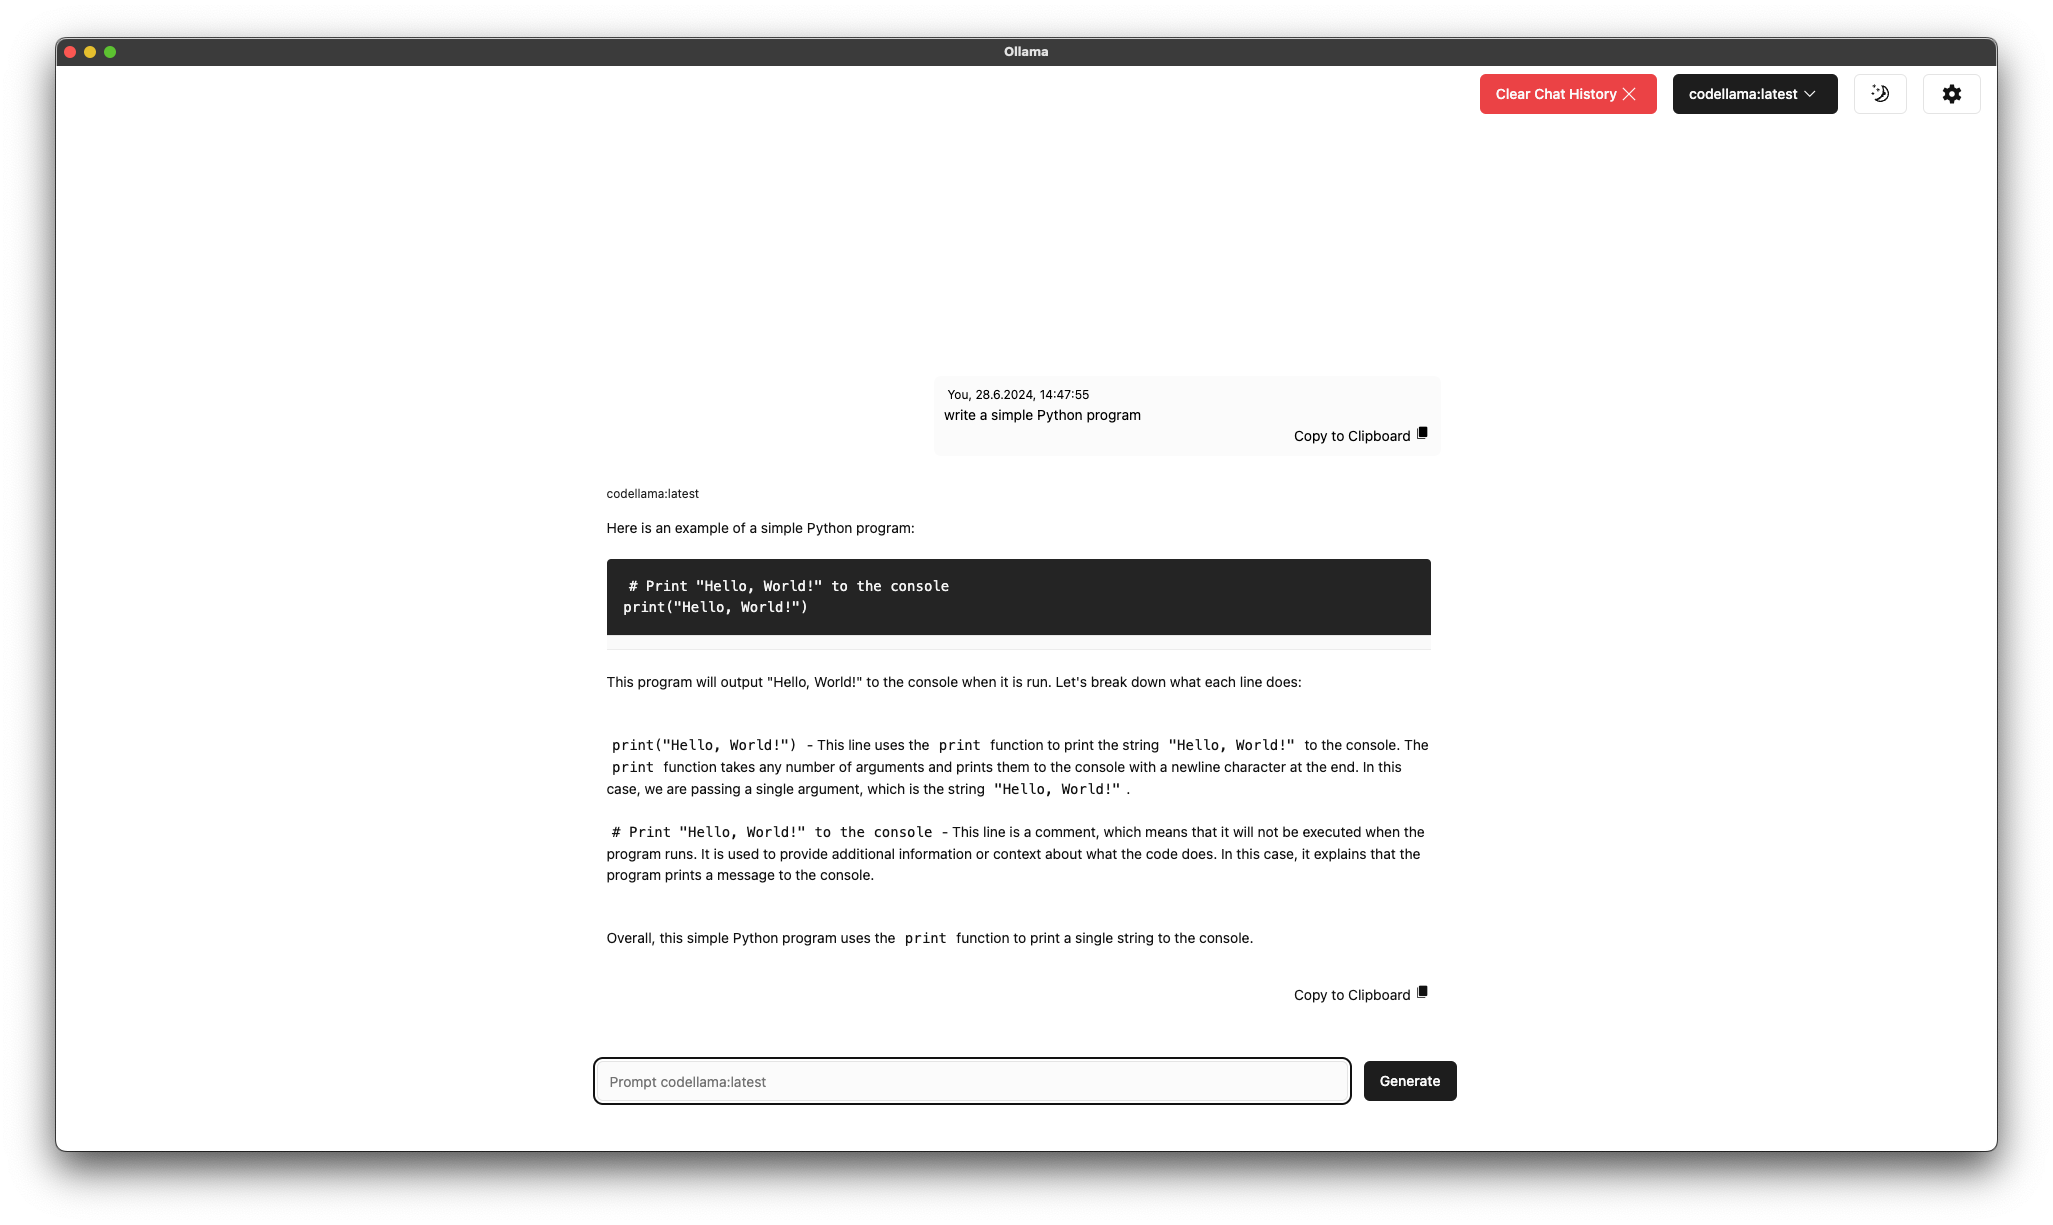 Ollama
Clear Chat History
codellama:latest
You, 28.6.2024, 14:47:55
write a simple Python program
Copy to Clipboard
codellama:latest
Here is an example of a simple Python program:
# Print "Hello, World!" to the console
print("Hello, World!")
This program will output "Hello, World!" to the console when it is run. Let's break down what each line does:
print("Hello, World!") - This line uses the print function to print the string "Hello, World!" to the console. The
print function takes any number of arguments and prints them to the console with a newline character at the end. In this
case, we are passing a single argument, which is the string "Hello, World!" .
# Print "Hello, World!" to the console - This line is a comment, which means that it will not be executed when the
program runs. It is used to provide additional information or context about what the code does. In this case, it explains that the
program prints a message to the console.
Overall, this simple Python program uses the print function to print a single string to the console.
Copy to Clipboard
Prompt codellama:latest
Generate